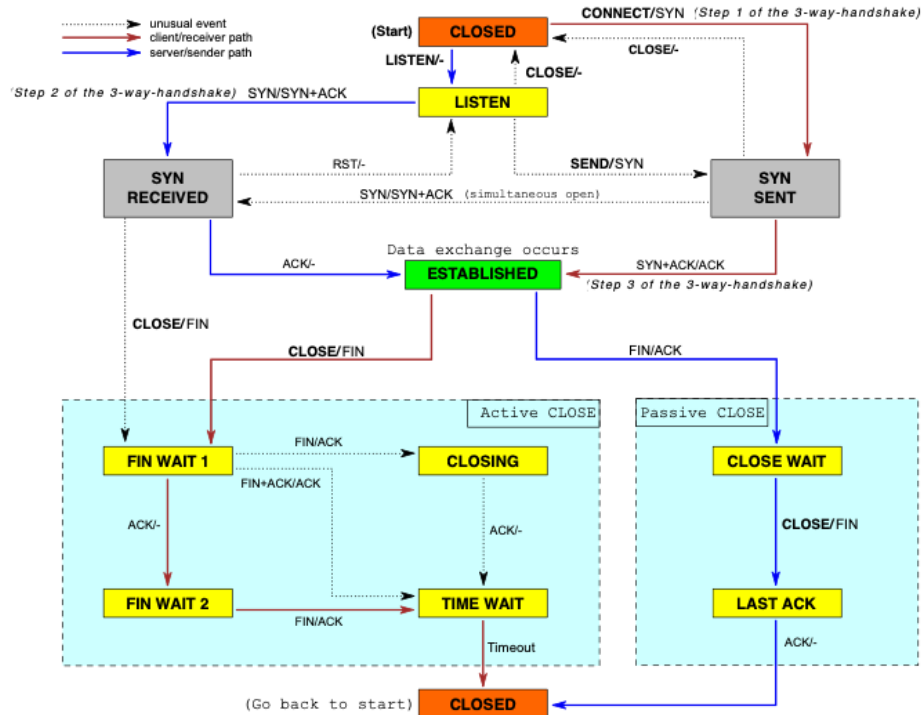 unusual event
client/receiver path
server/sender path
(Start) CLOSED
CONNECT/SYN (Step 1 of the 3-way-handshake)
CLOSE/-
LISTEN/-
CLOSE/-
(Step 2 of the 3-way-handshake) SYN/SYN+ACK
LISTEN
RST/-
SEND/SYN
SYN
RECEIVED
SYN
SENT
SYN/SYN+ACK (simultaneous open)
Data exchange occurs
ACK/-
ESTABLISHED
SYN+ACK/ACK
(Step 3 of the 3-way-handshake)
CLOSE/FIN
CLOSE/FIN
FIN/ACK
Active CLOSE
Passive CLOSE
FIN WAIT 1
FIN/ACK
CLOSING
CLOSE WAIT
FIN+ACK/ACK
ACK/-
ACK/-
CLOSE/FIN
FIN WAIT 2
FIN/ACK
TIME WAIT
LAST ACK
Timeout
ACK/-
(Go back to start) CLOSED